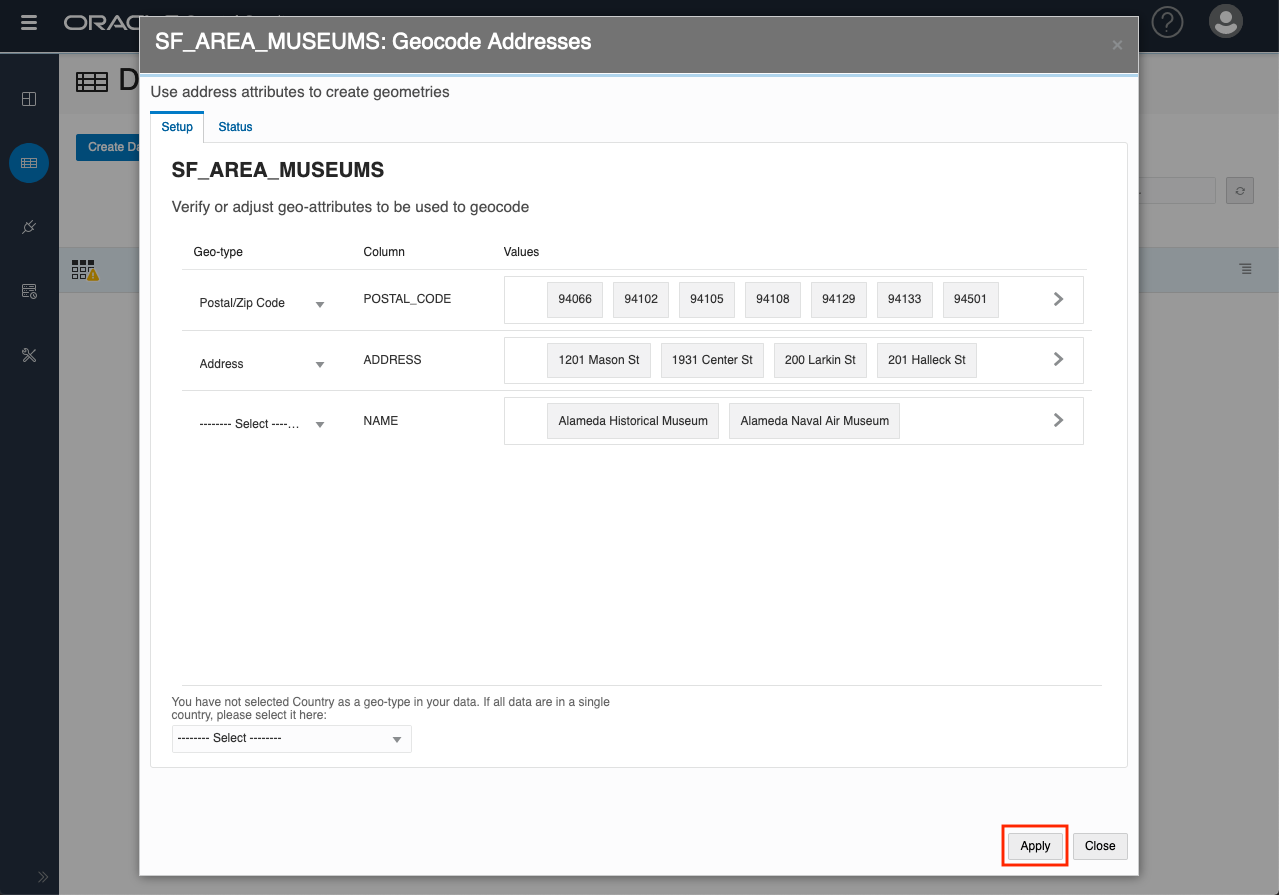 ORAC
SF_AREA_MUSEUMS: Geocode Addresses
×
?
D
Use address attributes to create geometries
Setup Status
Create Da
SF_AREA_MUSEUMS
Verify or adjust geo-attributes to be used to geocode
Geo-type Column Values
Postal/Zip Code POSTAL_CODE 94066 94102 94105 94108 94129 94133 94501
Address ADDRESS 1201 Mason St 1931 Center St 200 Larkin St 201 Halleck St
-------- Select ----... NAME Alameda Historical Museum Alameda Naval Air Museum
You have not selected Country as a geo-type in your data. If all data are in a single
country, please select it here:
-------- Select --------
Apply Close